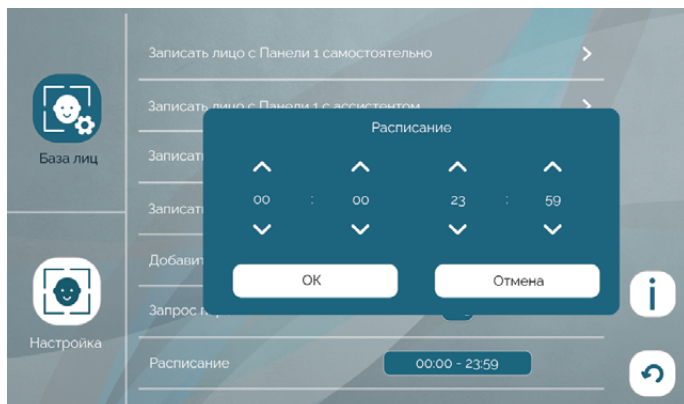 Записать лицо с Панели 1 самостоятельно
Записать лицо с Панели 1 с ассистентом
Расписание
База лиц
00 : 00 23 : 59
ОК Отмена
Настройка
Расписание 00:00 - 23:59